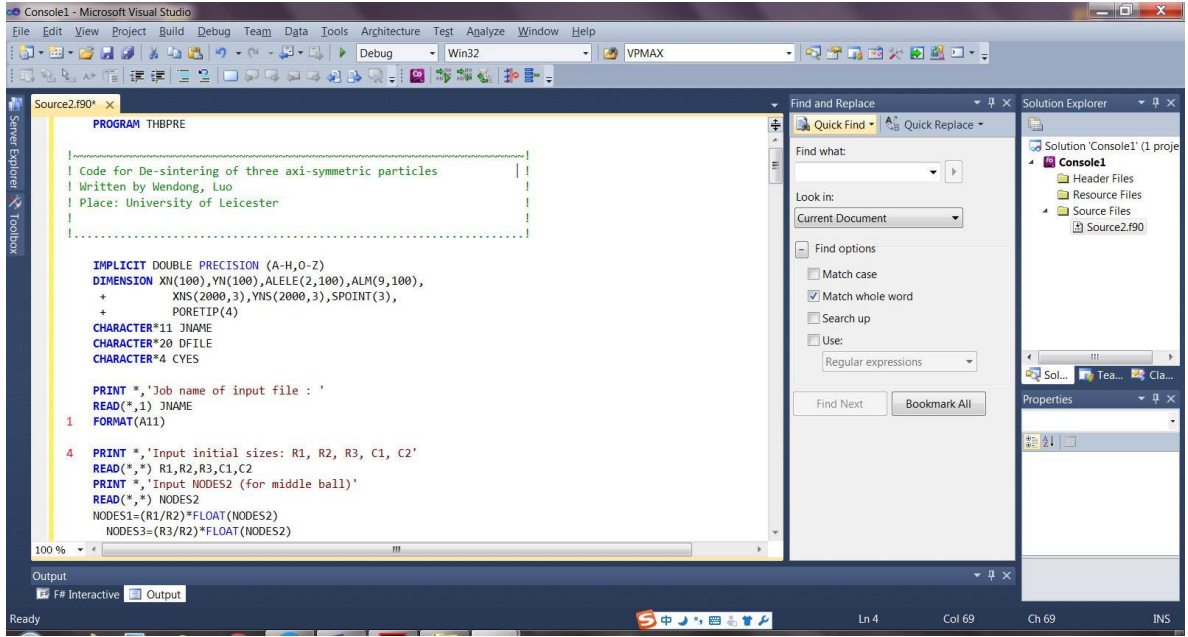 Console1 - Microsoft Visual Studio
File Edit View Project Build Debug Team Data Tools Architecture Test Analyze Window Help
Debug Win32 VPMAX
Server Explorer
Toolbox
Source2.f90*
PROGRAM THBPRE
!~~~~~~~~~~~~~~~~~~~~~~~~~~~~~~~~~~~~~~~~~~~~~~~~~~~~~~~~~~~~~~~~~~~~!
! Code for De-sintering of three axi-symmetric particles !
! Written by Wendong, Luo !
! Place: University of Leicester !
! !
!....................................................................!
IMPLICIT DOUBLE PRECISION (A-H,O-Z)
DIMENSION XN(100),YN(100),ALELE(2,100),ALM(9,100),
+ XNS(2000,3),YNS(2000,3),SPOINT(3),
+ PORETIP(4)
CHARACTER*11 JNAME
CHARACTER*20 DFILE
CHARACTER*4 CYES
PRINT *,'Job name of input file : '
READ(*,1) JNAME
1 FORMAT(A11)
4 PRINT *,'Input initial sizes: R1, R2, R3, C1, C2'
READ(*,*) R1,R2,R3,C1,C2
PRINT *,'Input NODES2 (for middle ball)'
READ(*,*) NODES2
NODES1=(R1/R2)*FLOAT(NODES2)
NODES3=(R3/R2)*FLOAT(NODES2)
100 %
Find and Replace
Quick Find Quick Replace
Find what:
Look in:
Current Document
Find options
Match case
Match whole word
Search up
Use:
Regular expressions
Find Next Bookmark All
Solution Explorer
Solution 'Console1' (1 proje
Console1
Header Files
Resource Files
Source Files
Source2.f90
Sol... Tea... Cla...
Properties
Output
F# Interactive Output
Ready
中
Ln 4 Col 69 Ch 69 INS